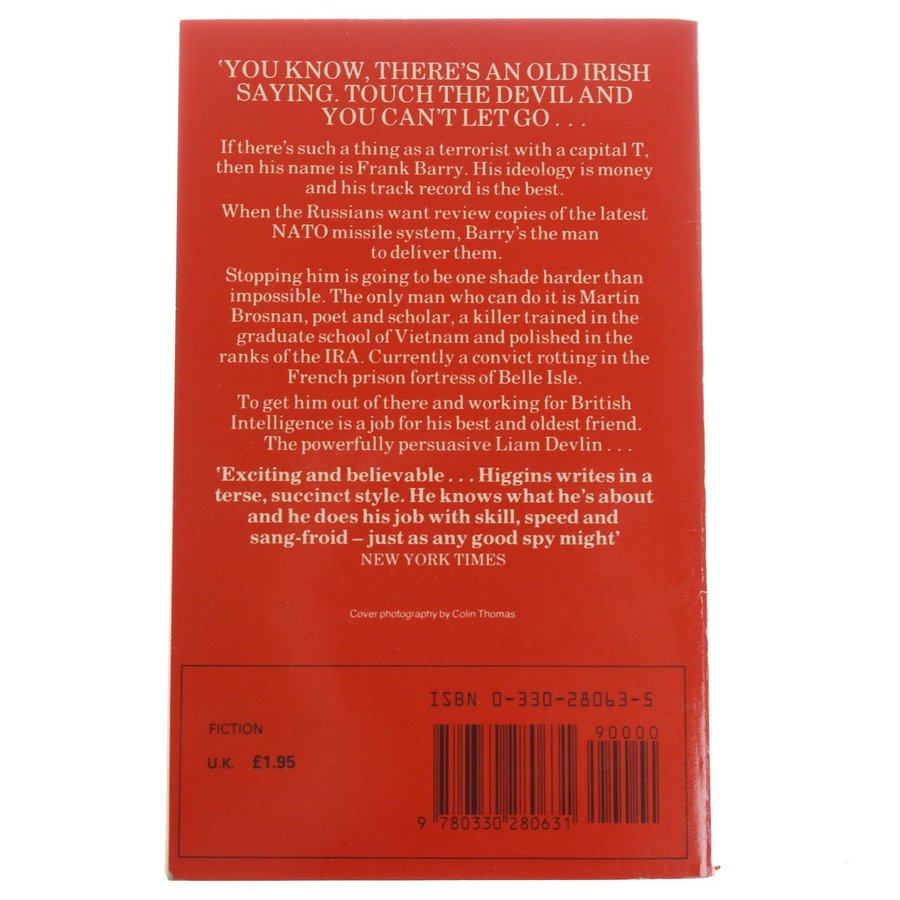 ‘YOU KNOW, THERE’S AN OLD IRISH
SAYING. TOUCH THE DEVIL AND
YOU CAN’T LET GO . . .
If there’s such a thing as a terrorist with a capital T,
then his name is Frank Barry. His ideology is money
and his track record is the best.
When the Russians want review copies of the latest
NATO missile system, Barry’s the man
to deliver them.
Stopping him is going to be one shade harder than
impossible. The only man who can do it is Martin
Brosnan, poet and scholar, a killer trained in the
graduate school of Vietnam and polished in the
ranks of the IRA. Currently a convict rotting in the
French prison fortress of Belle Isle.
To get him out of there and working for British
Intelligence is a job for his best and oldest friend.
The powerfully persuasive Liam Devlin . . .
‘Exciting and believable . . . Higgins writes in a
terse, succinct style. He knows what he’s about
and he does his job with skill, speed and
sang-froid – just as any good spy might’
NEW YORK TIMES
Cover photography by Colin Thomas
ISBN 0-330-28063-5
FICTION
90000
U.K. £1.95
9 780330 280631